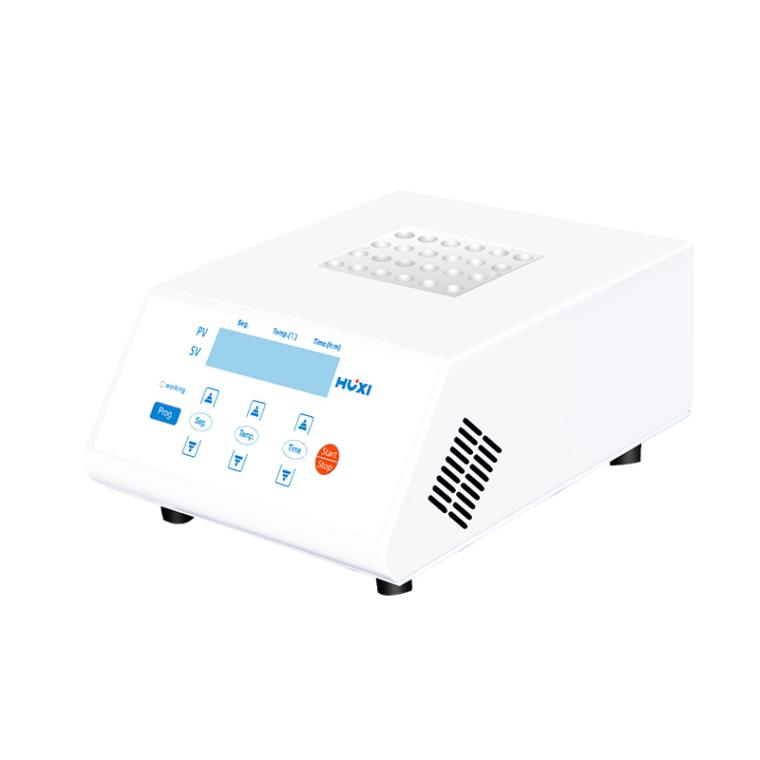 Seg. Temp.(℃) Time.(h:m)
PV
SV
HUXI
working
Prog.
Seg. Temp. Time
Start
Stop